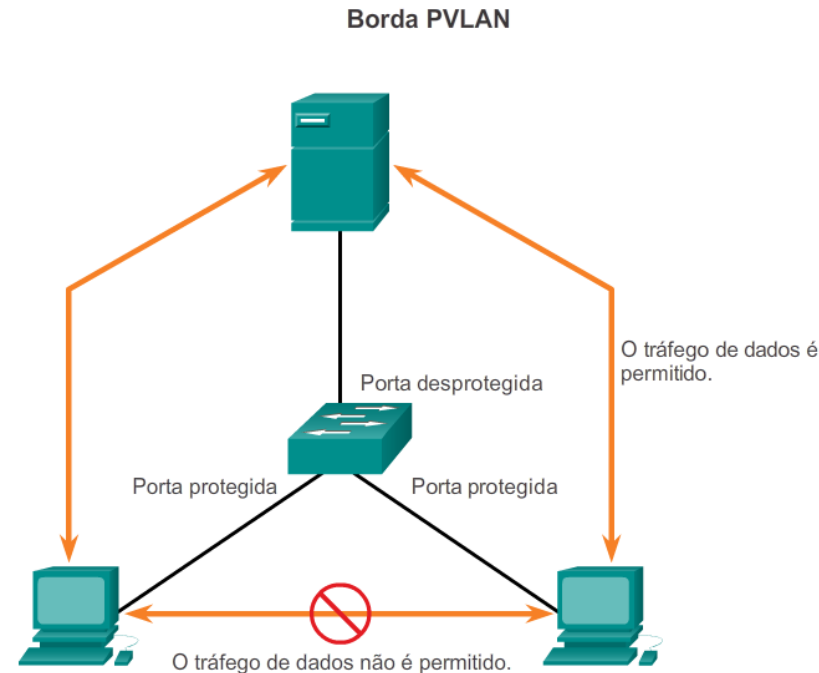 Borda PVLAN
O tráfego de dados é
permitido.
Porta desprotegida
Porta protegida
Porta protegida
O tráfego de dados não é permitido.